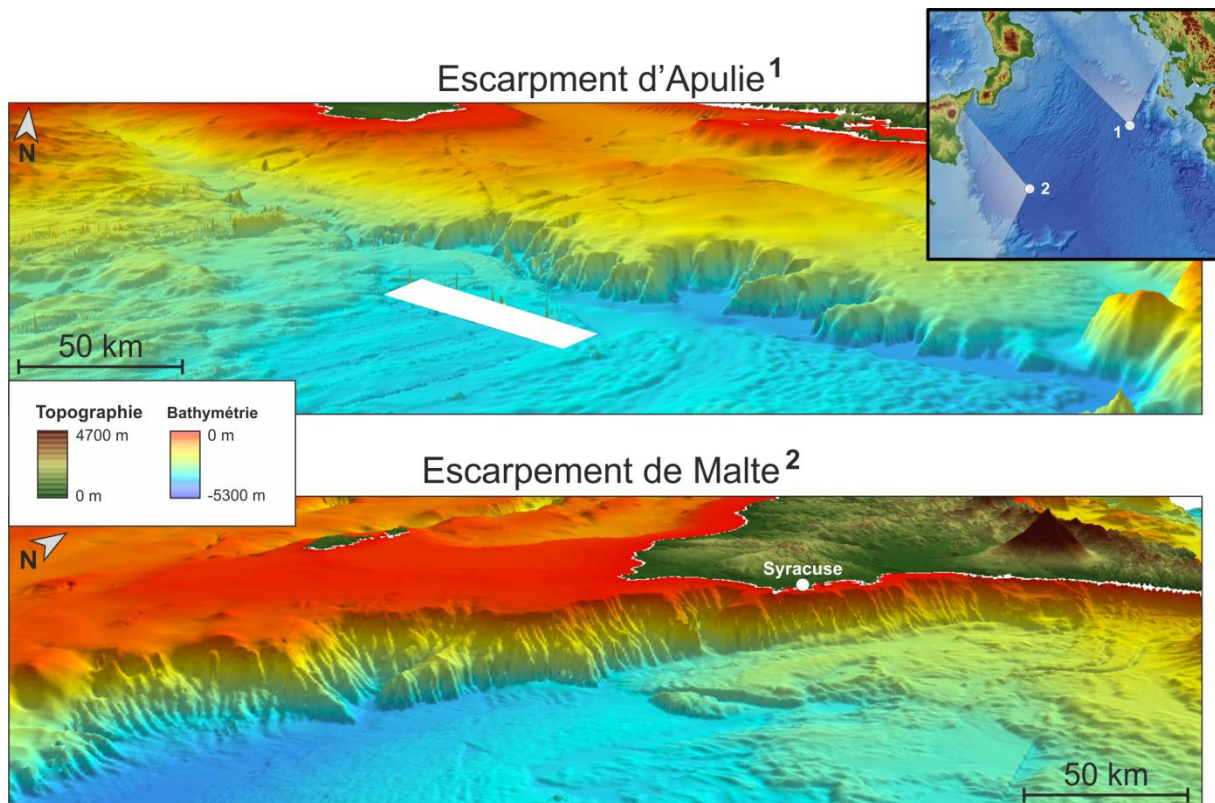 Escarpment d'Apulie1
1
2
N
50 km
Topographie Bathymétrie
4700 m 0 m
0 m -5300 m
Escarpement de Malte2
N
Syracuse
50 km